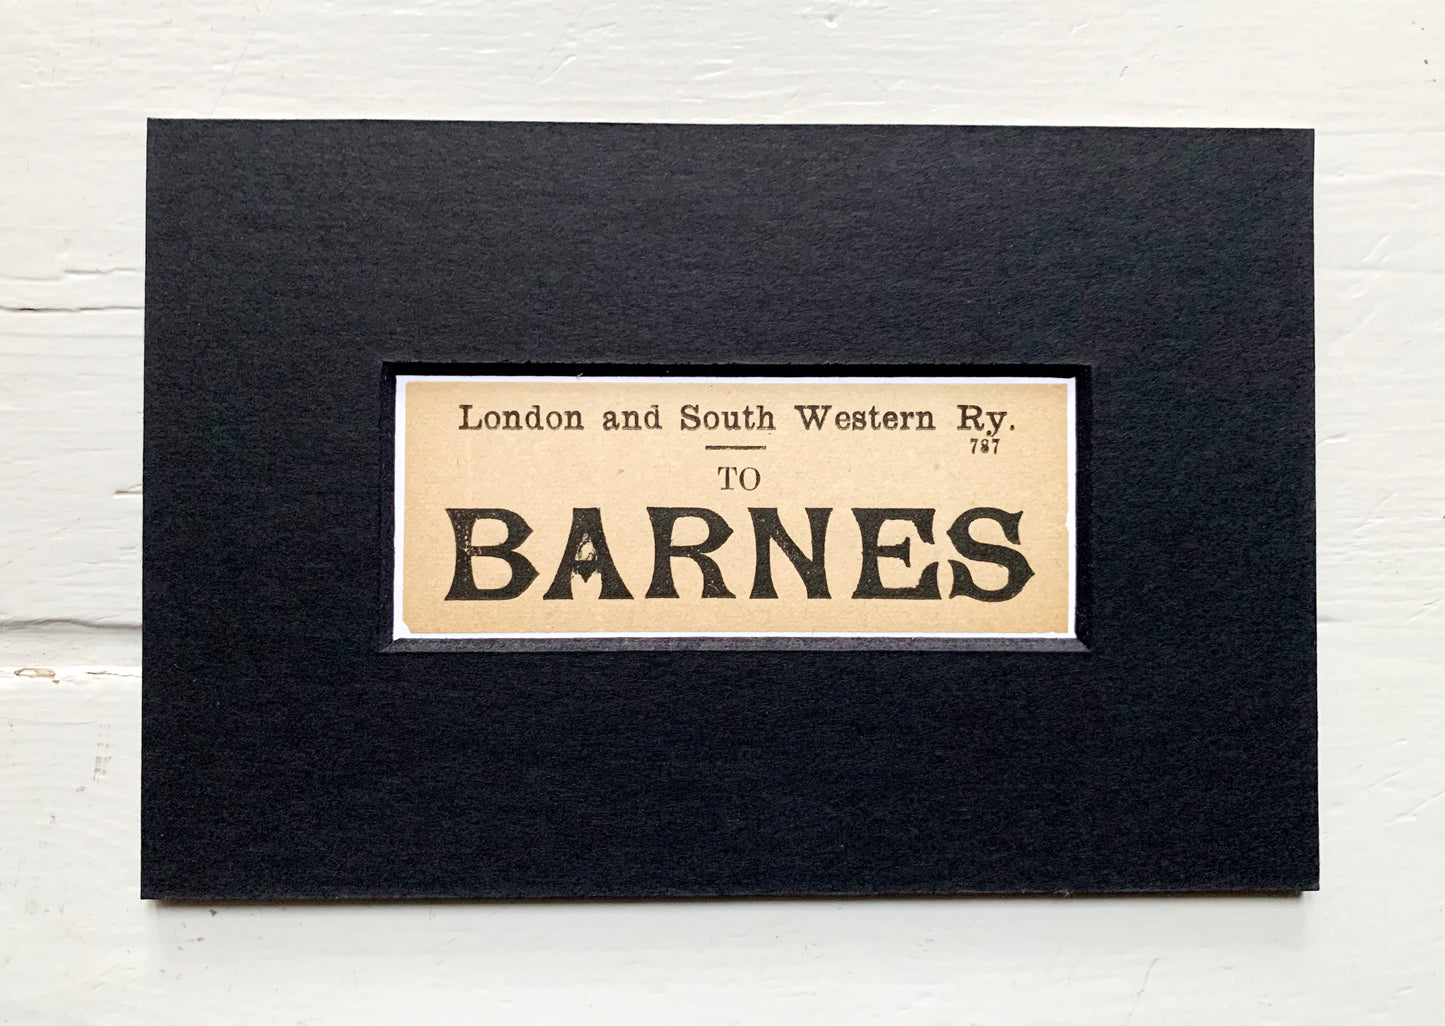 London and South Western Ry.
787
TO
BARNES